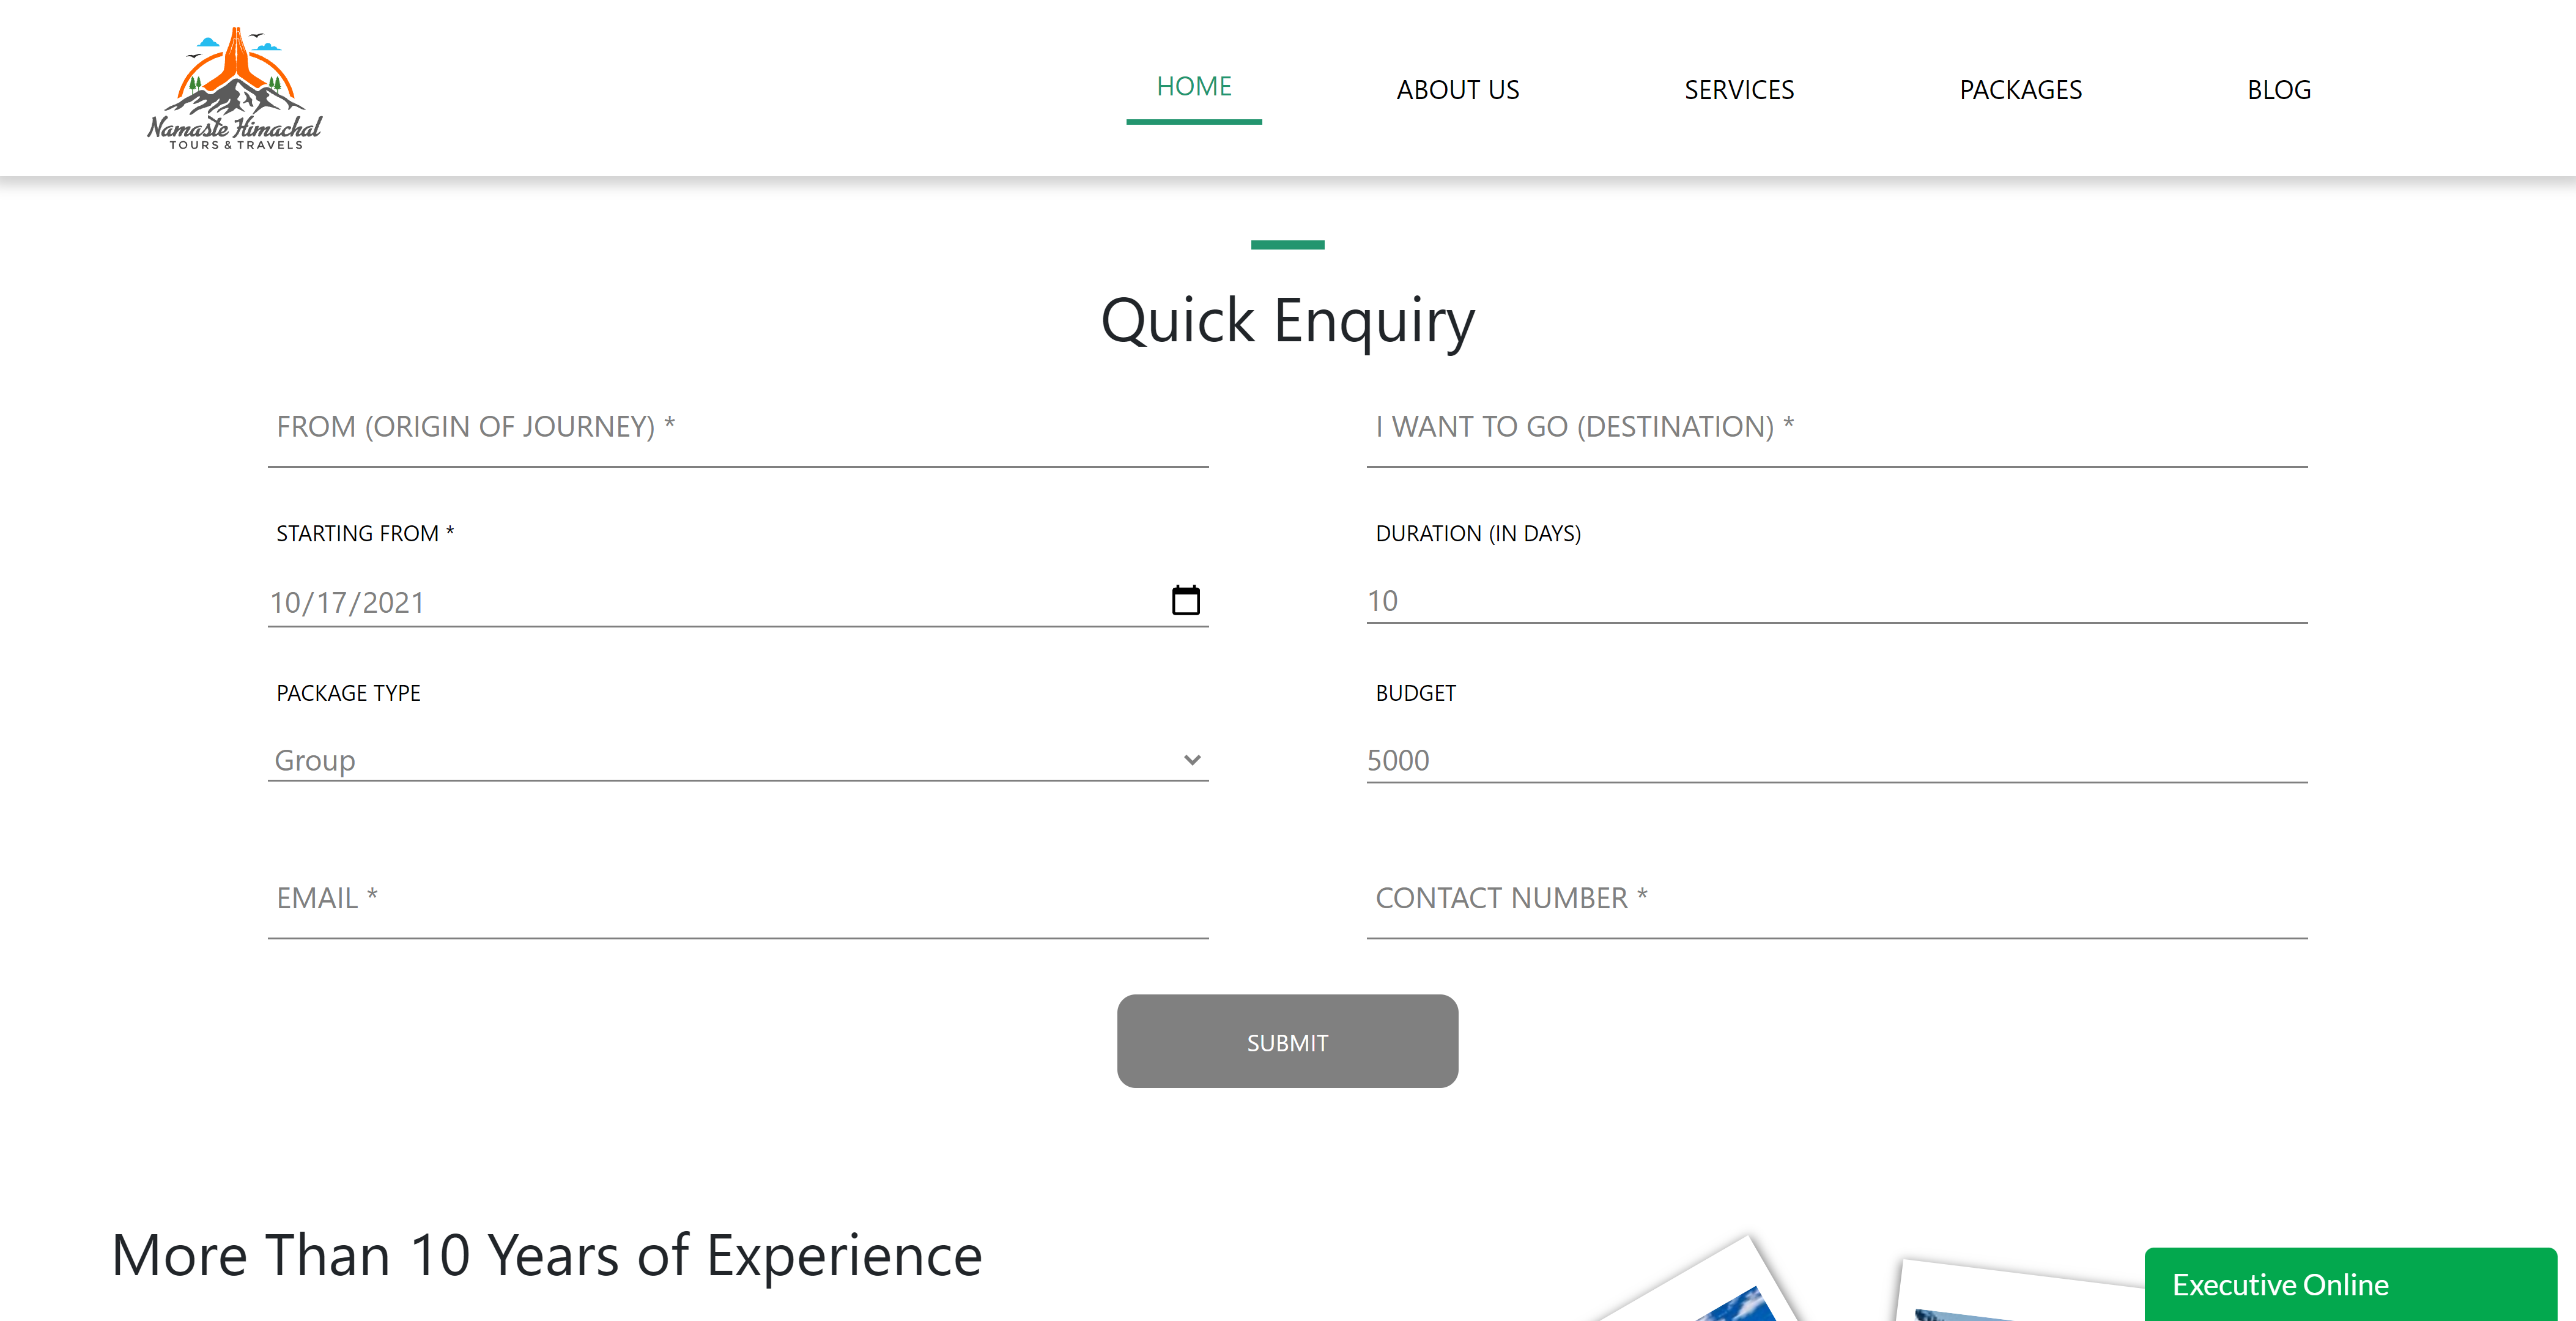 Namaste Himachal
TOURS & TRAVELS
HOME
ABOUT US
SERVICES
PACKAGES
BLOG
Quick Enquiry
FROM (ORIGIN OF JOURNEY) *
I WANT TO GO (DESTINATION) *
STARTING FROM *
DURATION (IN DAYS)
10/17/2021
10
PACKAGE TYPE
BUDGET
Group
5000
EMAIL *
CONTACT NUMBER *
SUBMIT
More Than 10 Years of Experience
Executive Online